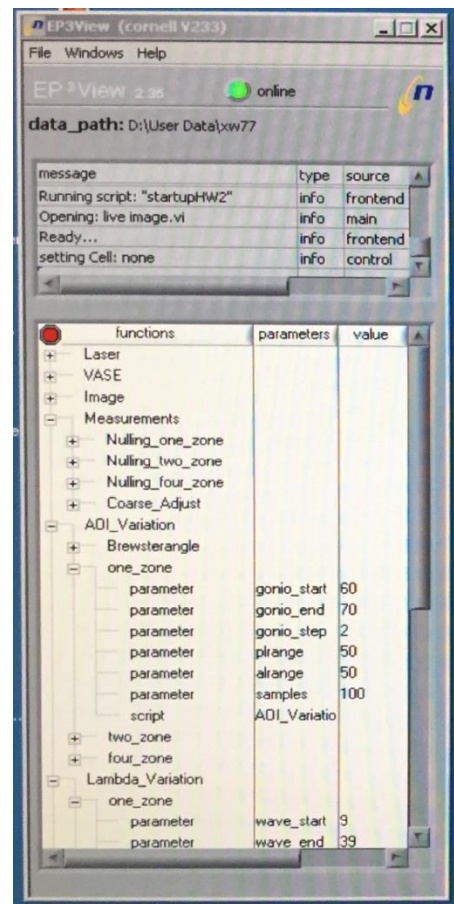 EP3View (cornell V233)
File Windows Help
EP³View 2.35 online n
data_path: D:\User Data\xw77
message type source
Running script: "startupHW2" info frontend
Opening: live image.vi info main
Ready... info frontend
setting Cell: none info control
functions parameters value
Laser
VASE
Image
Measurements
Nulling_one_zone
Nulling_two_zone
Nulling_four_zone
Coarse_Adjust
AOI_Variation
Brewsterangle
one_zone
parameter gonio_start 60
parameter gonio_end 70
parameter gonio_step 2
parameter plrange 50
parameter alrange 50
parameter samples 100
script AOI_Variatio
two_zone
four_zone
Lambda_Variation
one_zone
parameter wave_start 9
parameter wave_end 39